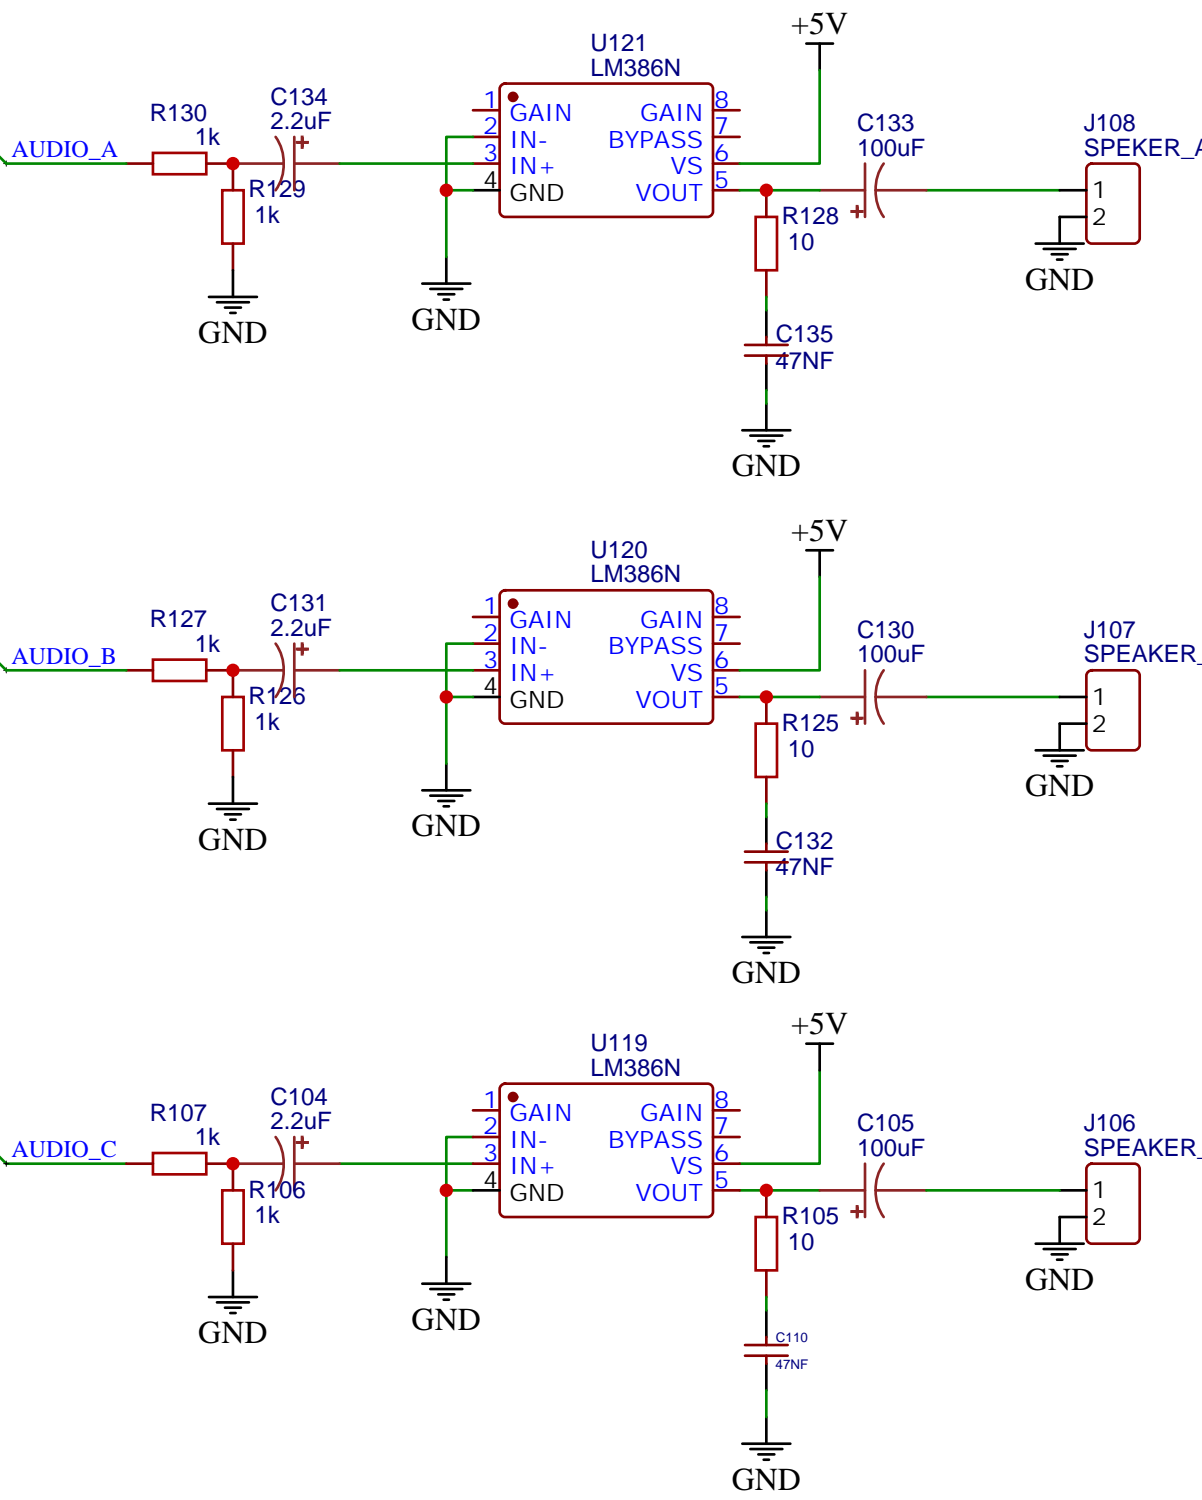 +5V
U121
LM386N
R130
1k
C134
2.2uF
AUDIO_A
R129
1k
1
2
3
4
GAIN
IN-
IN+
GND
GAIN
BYPASS
VS
VOUT
8
7
6
5
C133
100uF
J108
SPEKER_A
1
2
R128
10
C135
47NF
GND
GND
GND
GND
+5V
U120
LM386N
R127
1k
C131
2.2uF
AUDIO_B
R126
1k
1
2
3
4
GAIN
IN-
IN+
GND
GAIN
BYPASS
VS
VOUT
8
7
6
5
C130
100uF
J107
SPEAKER_
1
2
R125
10
C132
47NF
GND
GND
GND
GND
+5V
U119
LM386N
R107
1k
C104
2.2uF
AUDIO_C
R106
1k
1
2
3
4
GAIN
IN-
IN+
GND
GAIN
BYPASS
VS
VOUT
8
7
6
5
C105
100uF
J106
SPEAKER_
1
2
R105
10
C110
47NF
GND
GND
GND
GND